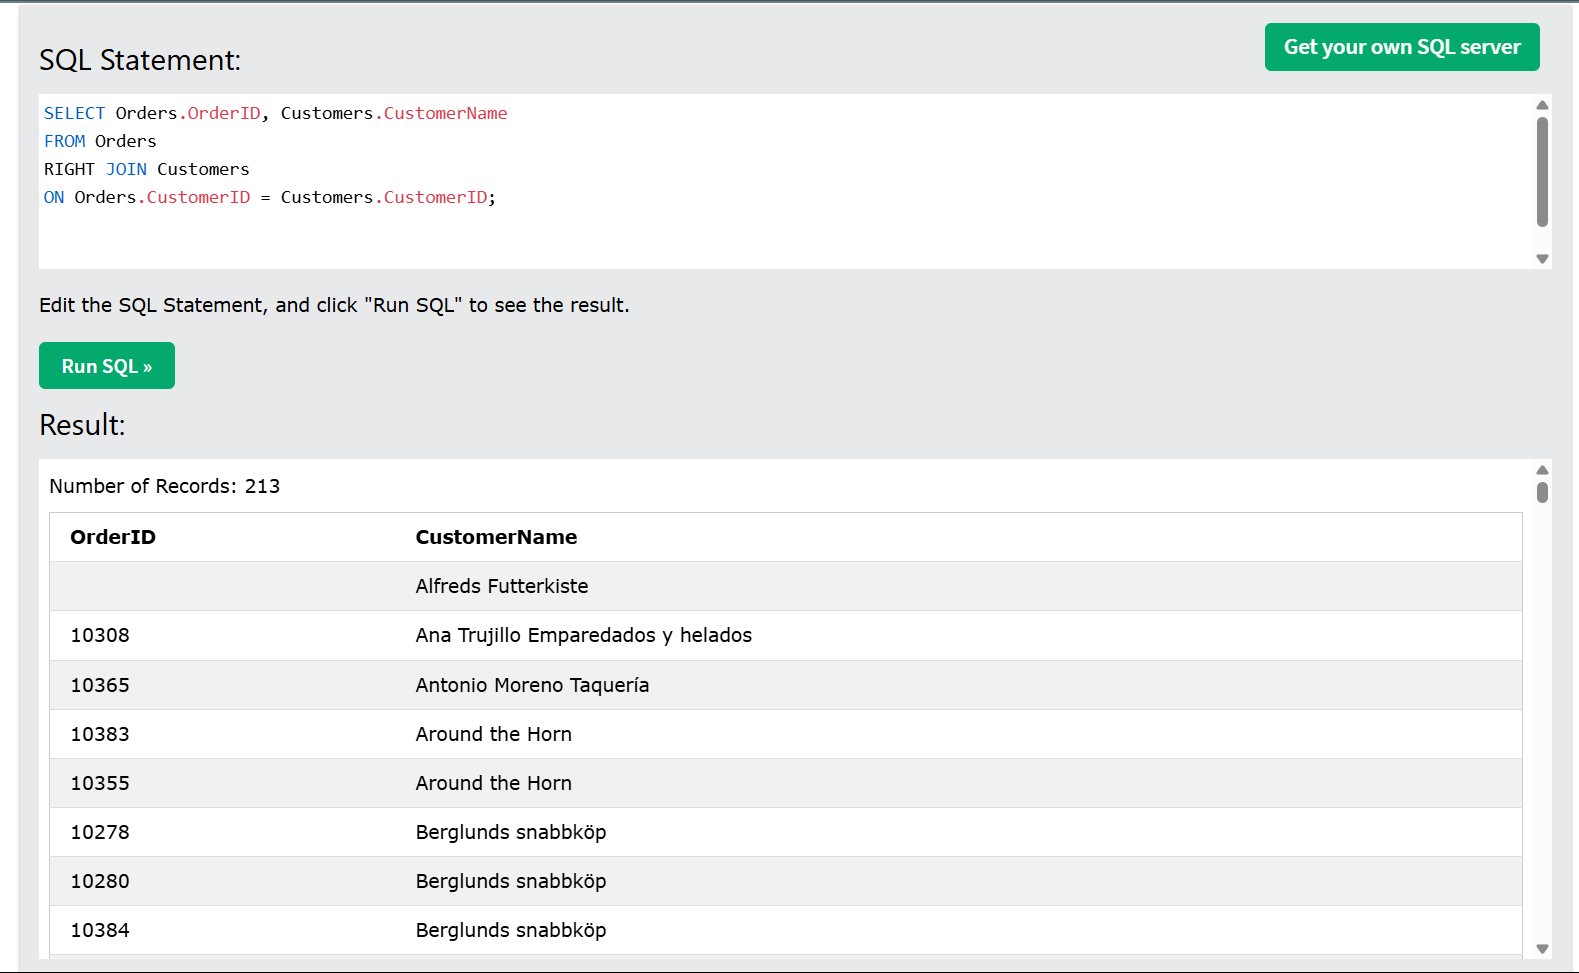 Get your own SQL server
SQL Statement:
SELECT Orders.OrderID, Customers.CustomerName
FROM Orders
RIGHT JOIN Customers
ON Orders.CustomerID = Customers.CustomerID;
Edit the SQL Statement, and click "Run SQL" to see the result.
Run SQL »
Result:
Number of Records: 213
OrderID CustomerName
Alfreds Futterkiste
10308 Ana Trujillo Emparedados y helados
10365 Antonio Moreno Taquería
10383 Around the Horn
10355 Around the Horn
10278 Berglunds snabbköp
10280 Berglunds snabbköp
10384 Berglunds snabbköp